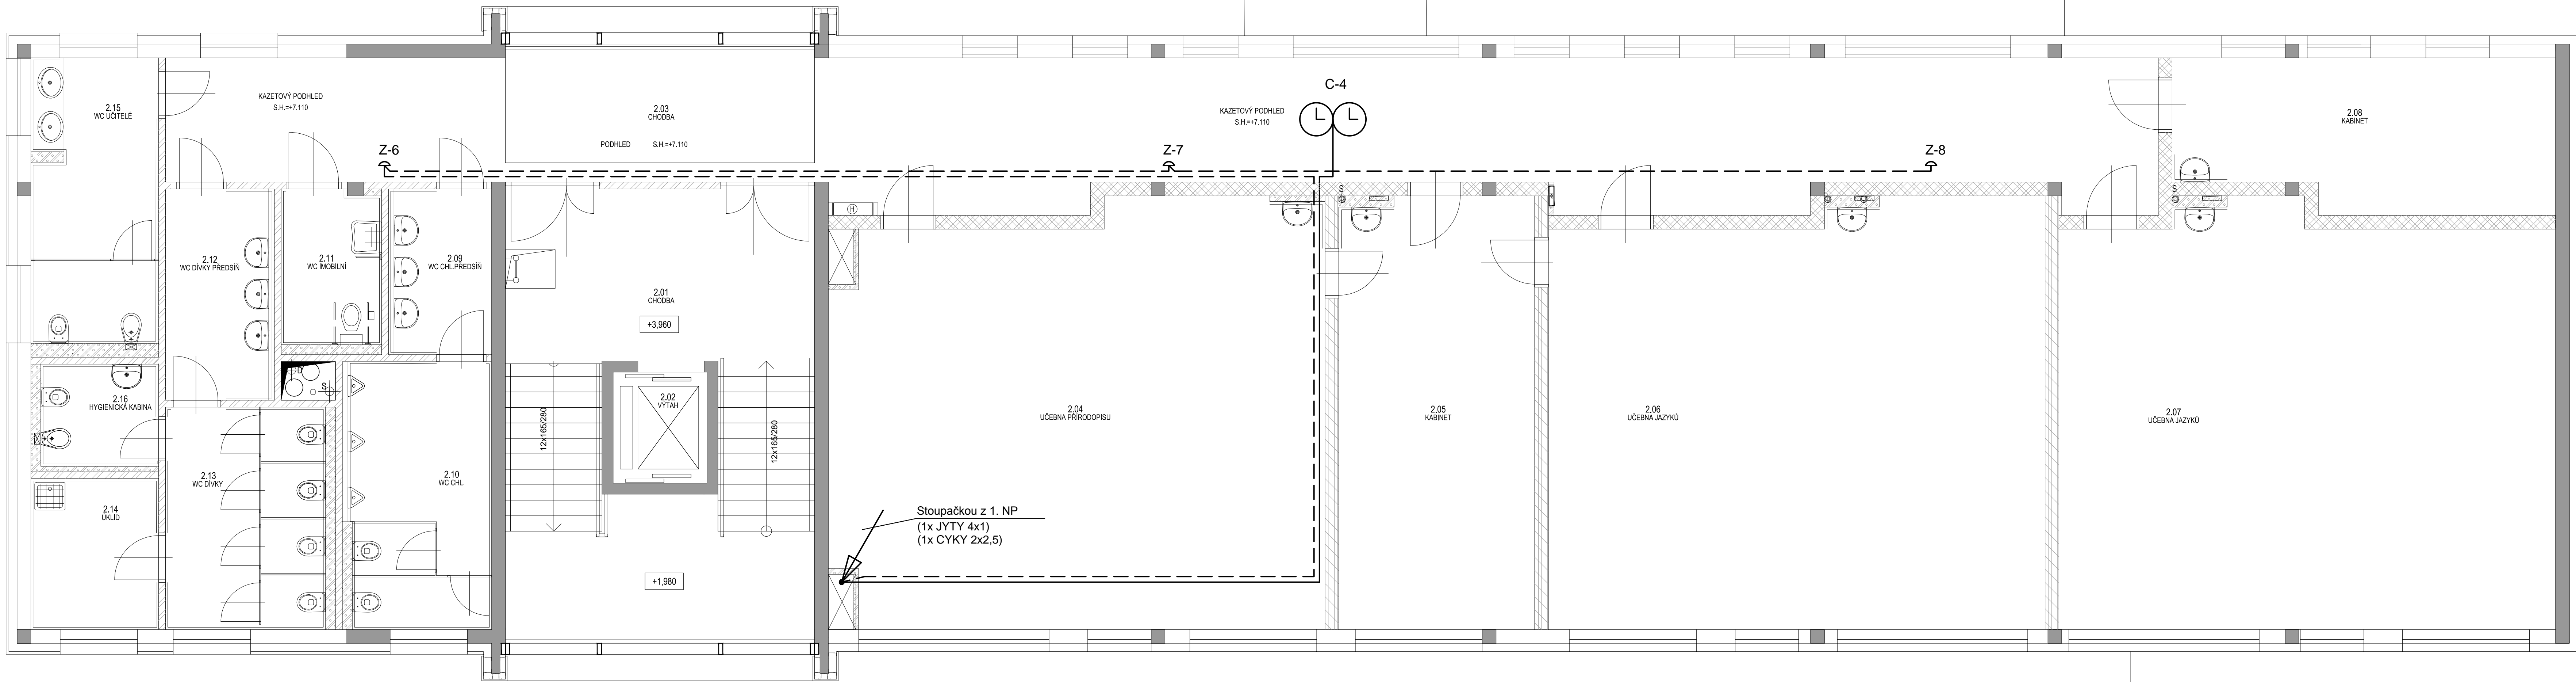 C-4
2.15
WC UČITELÉ
KAZETOVÝ PODHLED
S.H.=+7,110
2.03
CHODBA
PODHLED S.H.=+7,110
KAZETOVÝ PODHLED
S.H.=+7,110
2.08
KABINET
Z-6
Z-7
Z-8
S
S
H
2.12
WC DÍVKY PŘEDSÍŇ
2.11
WC IMOBILNÍ
2.09
WC CHL.PŘEDSÍŇ
2.01
CHODBA
+3,960
D
S
2.16
HYGIENICKÁ KABINA
2.02
VÝTAH
12x165/280
12x165/280
2.04
UČEBNA PŘÍRODOPISU
2.05
KABINET
2.06
UČEBNA JAZYKŮ
2.07
UČEBNA JAZYKŮ
2.13
WC DÍVKY
2.10
WC CHL.
2.14
ÚKLID
Stoupačkou z 1. NP
(1x JYTY 4x1)
(1x CYKY 2x2,5)
+1,980